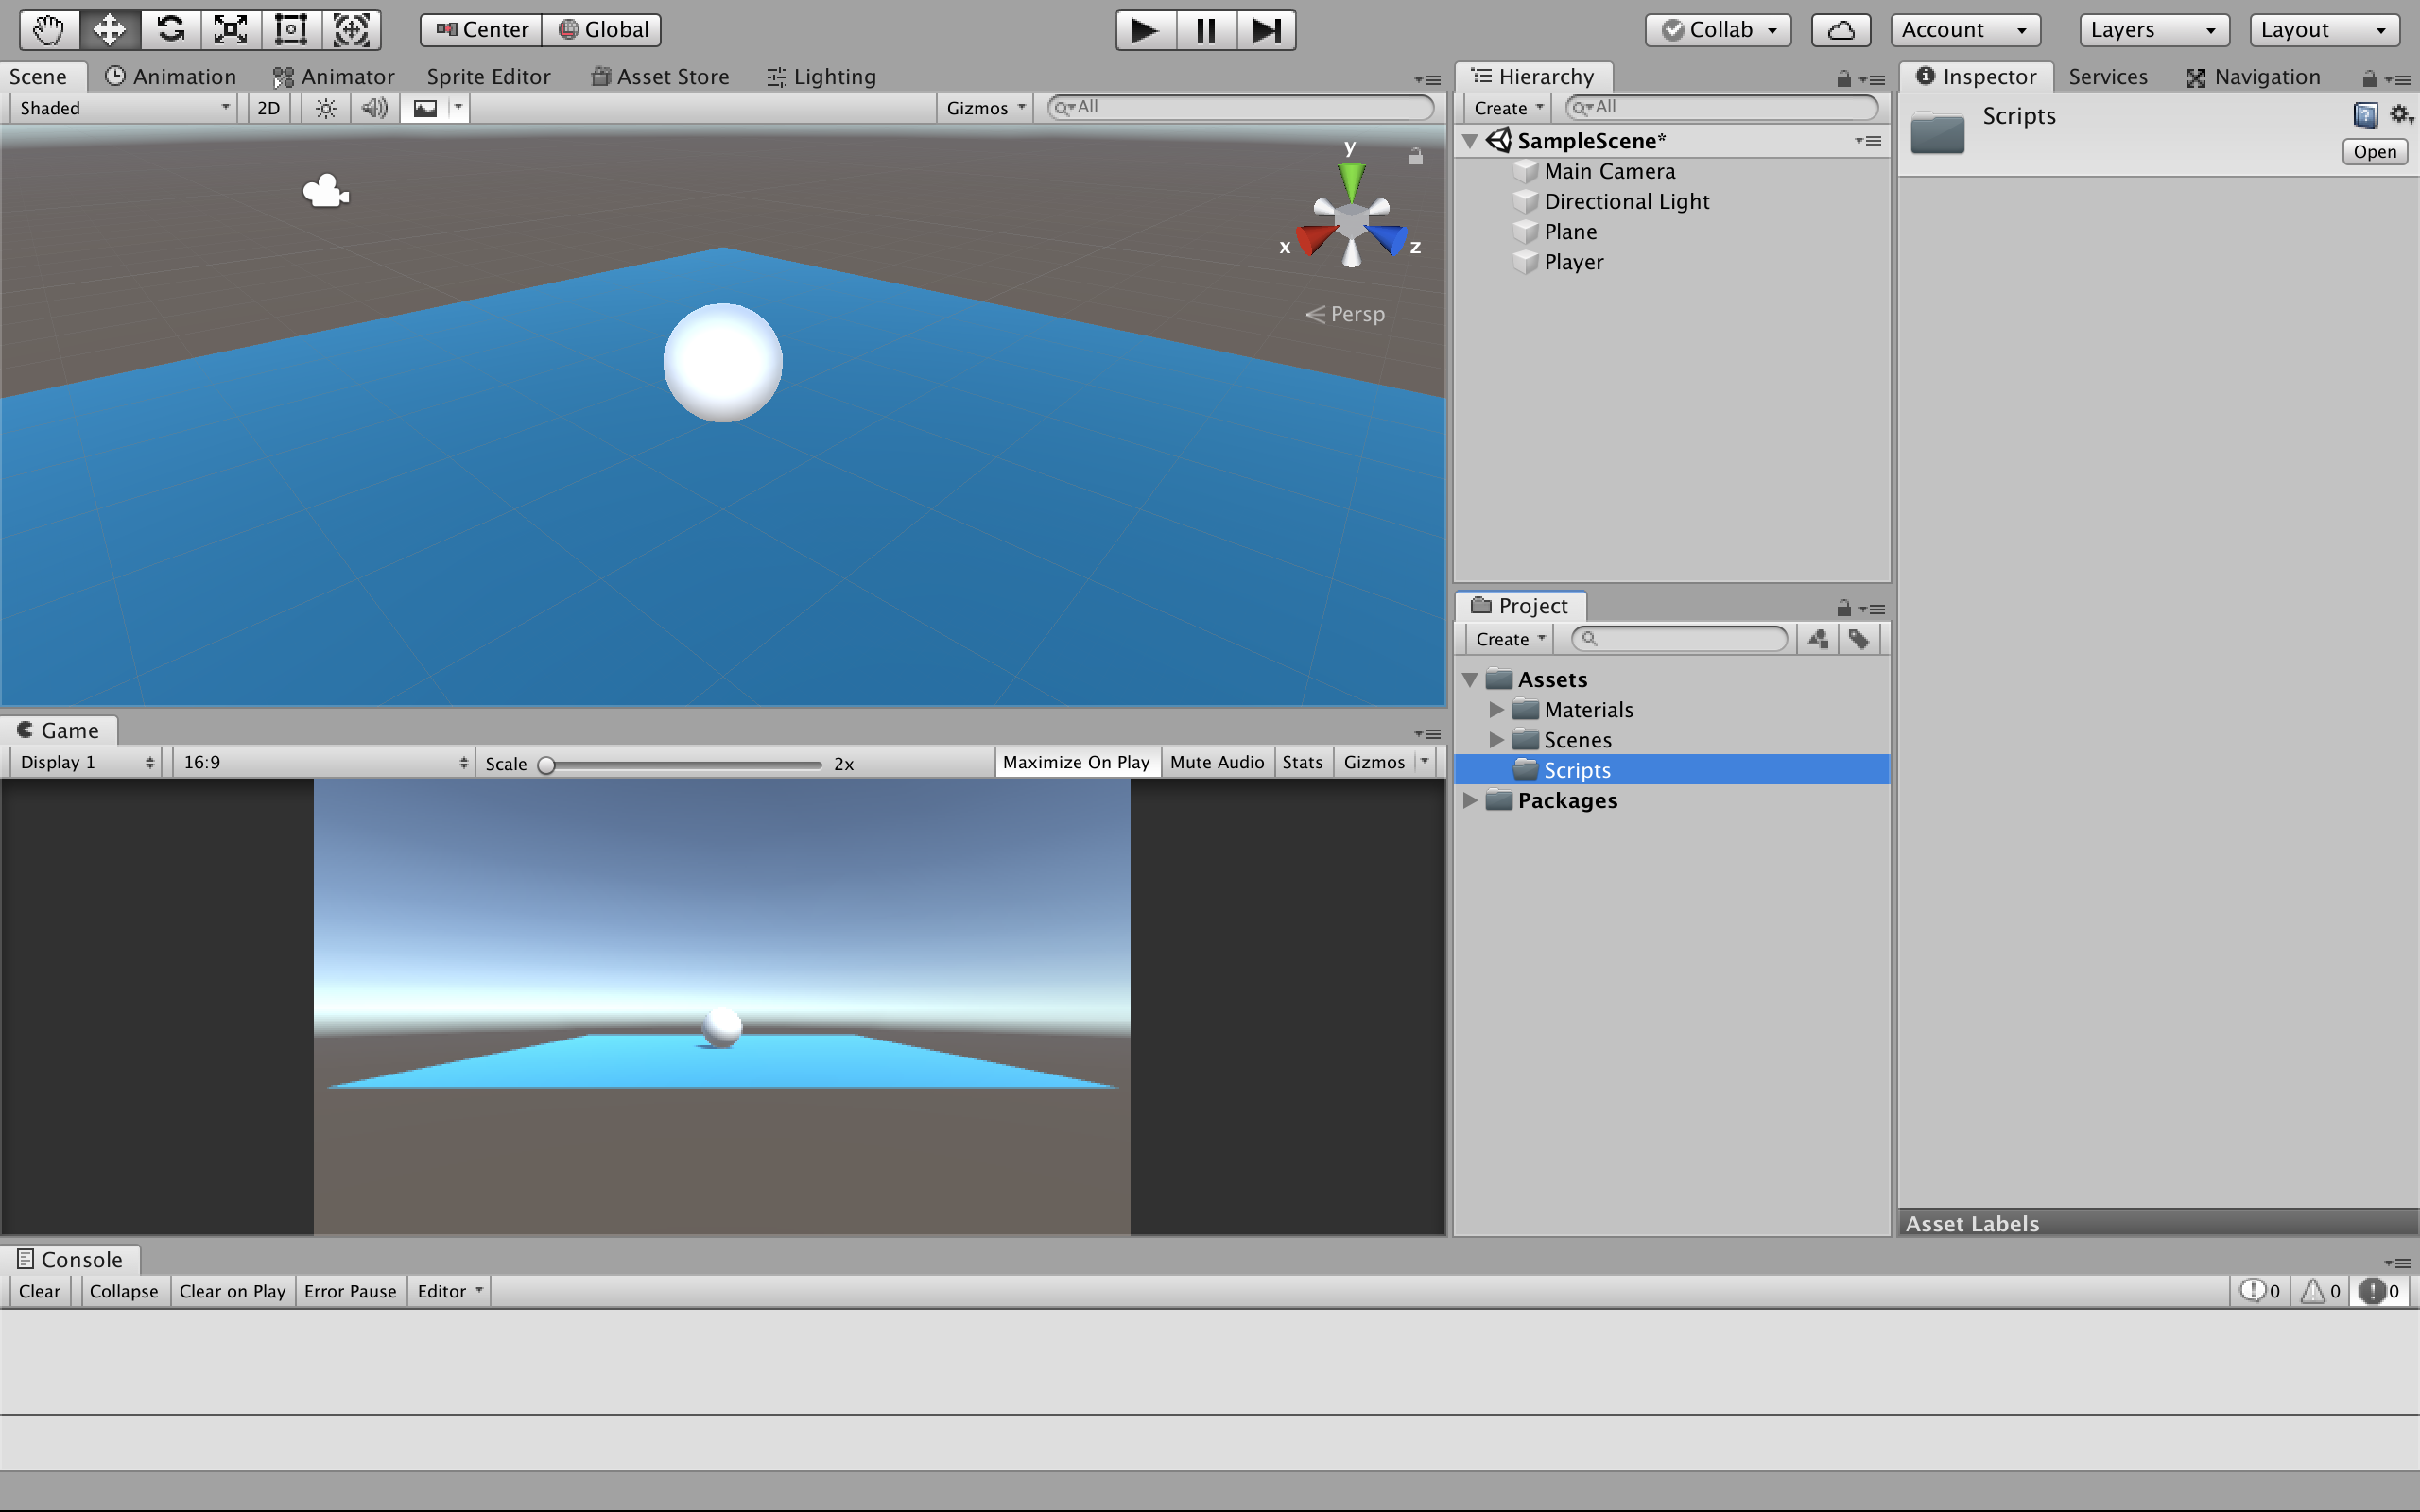 Center Global Collab Account Layers Layout
Scene Animation Animator Sprite Editor Asset Store Lighting
Shaded 2D Gizmos All
y
x z
Persp
Hierarchy
Create All
SampleScene*
Main Camera
Directional Light
Plane
Player
Inspector Services Navigation
Scripts
Open
Project
Create
Assets
Materials
Scenes
Scripts
Packages
Game
Display 1 16:9 Scale 2x Maximize On Play Mute Audio Stats Gizmos
Asset Labels
Console
Clear Collapse Clear on Play Error Pause Editor 0 0 0